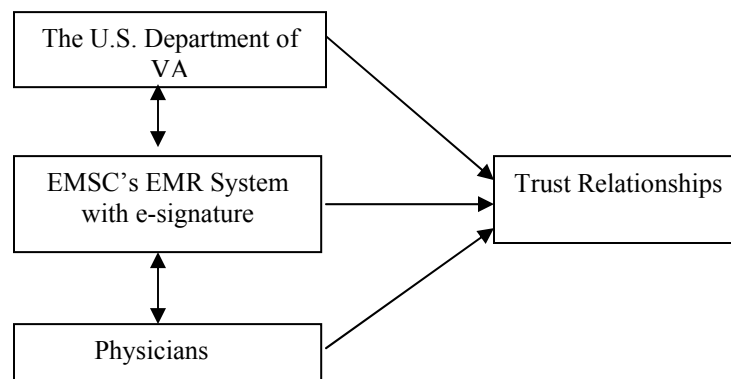 The U.S. Department of
VA
EMSC’s EMR System
with e-signature
Trust Relationships
Physicians